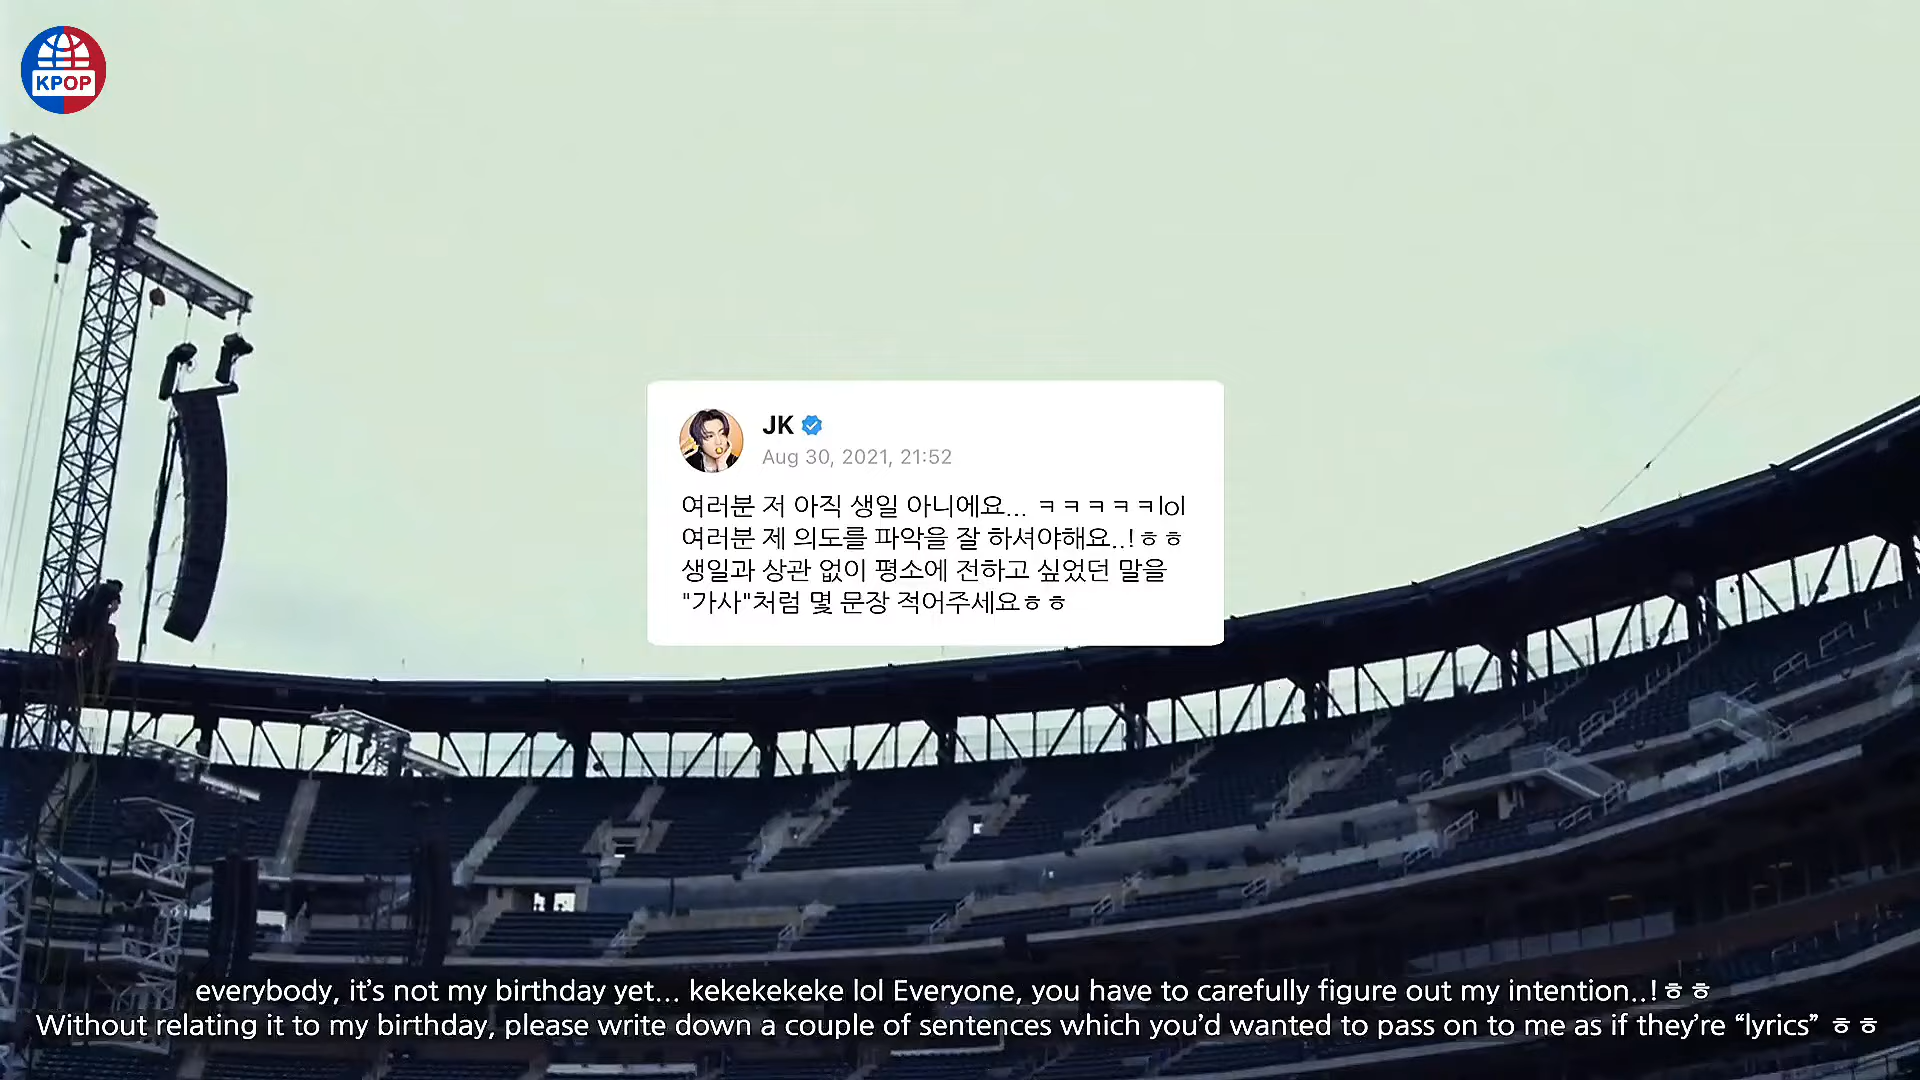 KPOP
JK
Aug 30, 2021, 21:52
여러분 저 아직 생일 아니에요... ㅋㅋㅋㅋㅋlol
여러분 제 의도를 파악을 잘 하셔야해요..!ㅎㅎ
생일과 상관 없이 평소에 전하고 싶었던 말을
"가사"처럼 몇 문장 적어주세요ㅎㅎ
everybody, it’s not my birthday yet... kekekekeke lol Everyone, you have to carefully figure out my intention..!ㅎㅎ
Without relating it to my birthday, please write down a couple of sentences which you’d wanted to pass on to me as if they’re “lyrics” ㅎㅎ